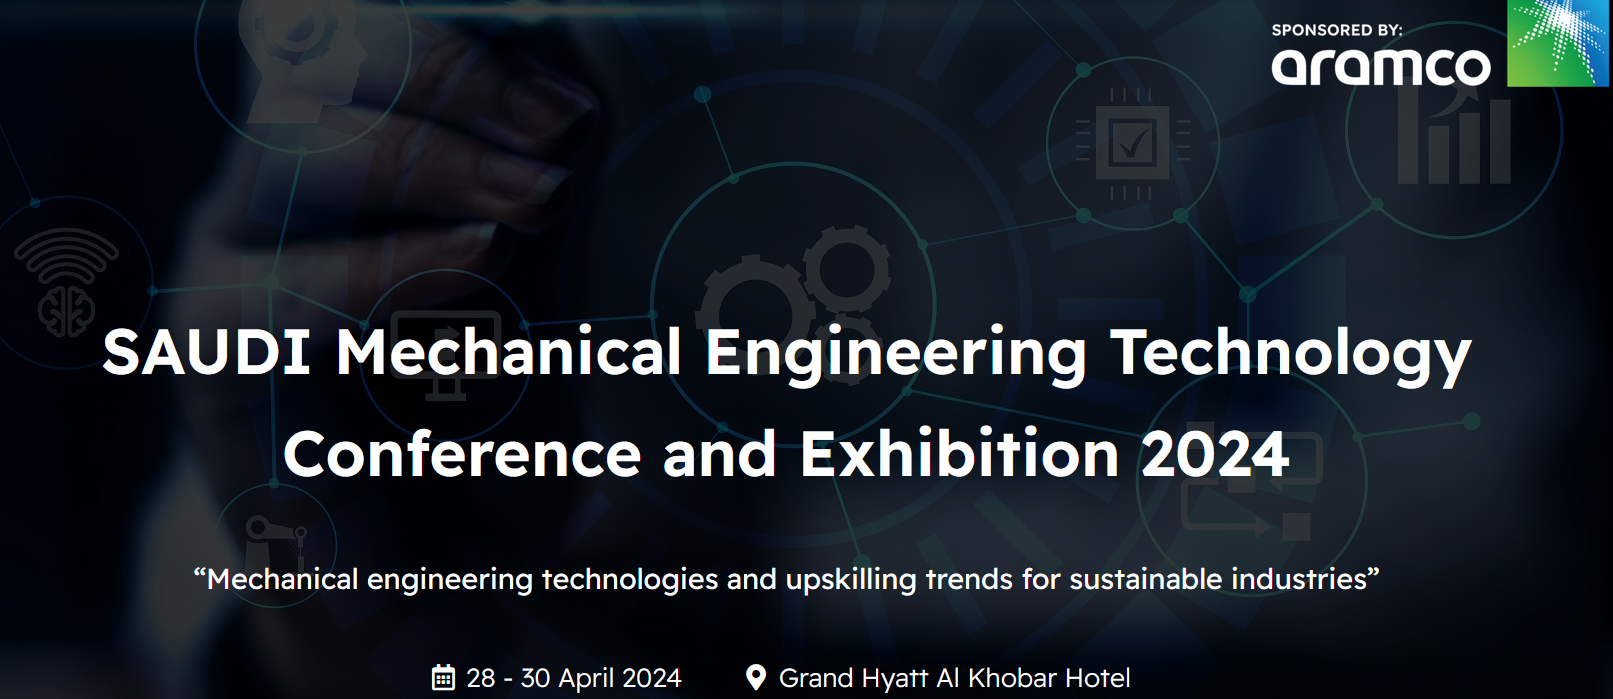 SPONSORED BY:
aramco
SAUDI Mechanical Engineering Technology
Conference and Exhibition 2024
“Mechanical engineering technologies and upskilling trends for sustainable industries”
28 - 30 April 2024
Grand Hyatt Al Khobar Hotel